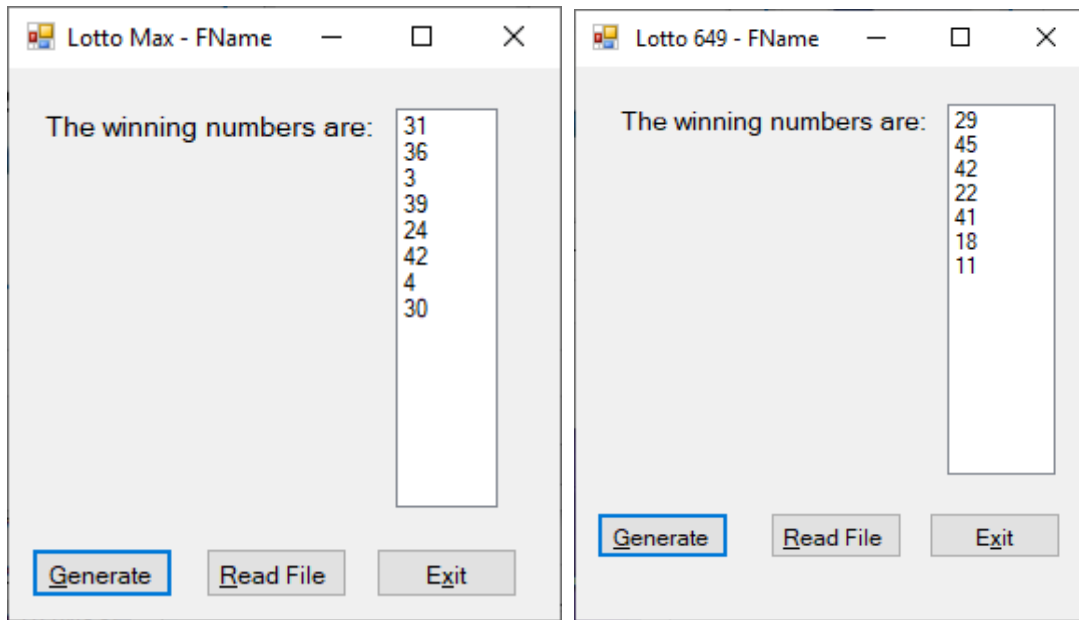 Lotto Max - FName
The winning numbers are:
31
36
3
39
24
42
4
30
Generate
Read File
Exit
Lotto 649 - FName
The winning numbers are:
29
45
42
22
41
18
11
Generate
Read File
Exit